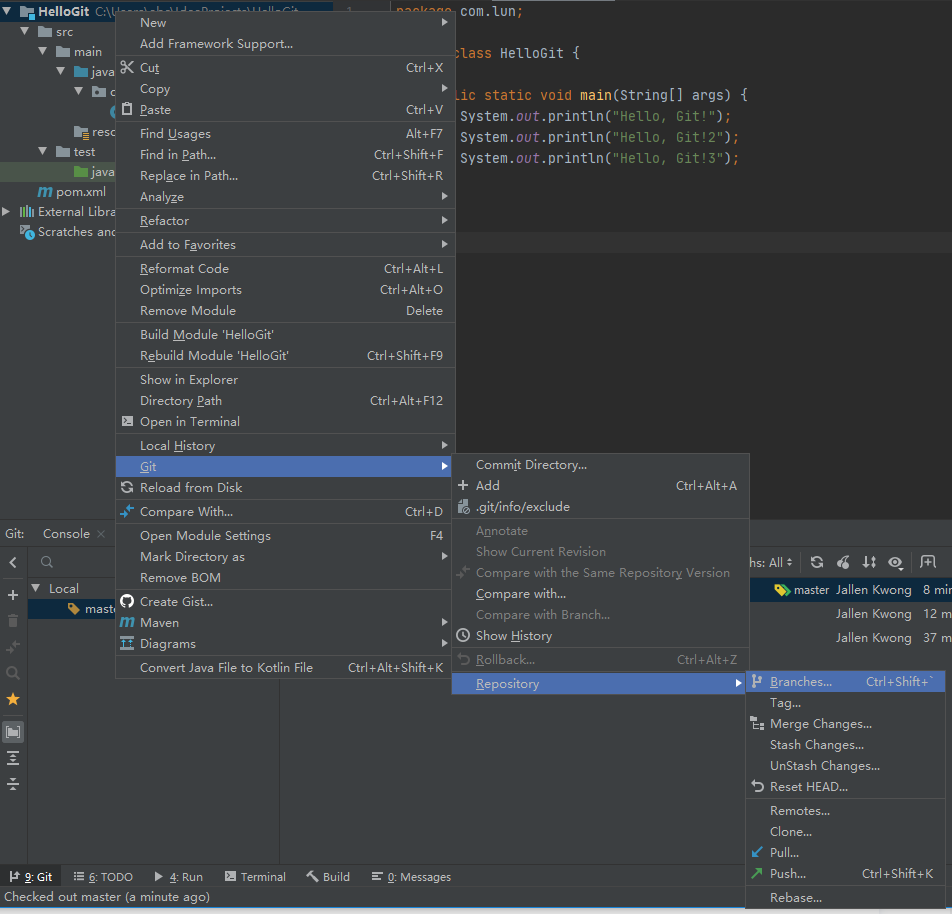 HelloGit C:\Users\abc\IdeaProjects\HelloGit
src
main
java
test
java
pom.xml
External Libra
Scratches and
1
package com.lun;
class HelloGit {
lic static void main(String[] args) {
System.out.println("Hello, Git!");
System.out.println("Hello, Git!2");
System.out.println("Hello, Git!3");
New
Add Framework Support...
Cut Ctrl+X
Copy
Paste Ctrl+V
Find Usages Alt+F7
Find in Path... Ctrl+Shift+F
Replace in Path... Ctrl+Shift+R
Analyze
Refactor
Add to Favorites
Reformat Code Ctrl+Alt+L
Optimize Imports Ctrl+Alt+O
Remove Module Delete
Build Module 'HelloGit'
Rebuild Module 'HelloGit' Ctrl+Shift+F9
Show in Explorer
Directory Path Ctrl+Alt+F12
Open in Terminal
Local History
Git
Reload from Disk
Compare With... Ctrl+D
Open Module Settings F4
Mark Directory as
Remove BOM
Create Gist...
Maven
Diagrams
Convert Java File to Kotlin File Ctrl+Alt+Shift+K
Commit Directory...
Add Ctrl+Alt+A
.git/info/exclude
Annotate
Show Current Revision
Compare with the Same Repository Version
Compare with...
Compare with Branch...
Show History
Rollback... Ctrl+Alt+Z
Repository
Branches... Ctrl+Shift+`
Tag...
Merge Changes...
Stash Changes...
UnStash Changes...
Reset HEAD...
Remotes...
Clone...
Pull...
Push... Ctrl+Shift+K
Rebase...
Git: Console
Local
maste
hs: All
master Jallen Kwong 8 min
Jallen Kwong 12 m
Jallen Kwong 37 m
9: Git 6: TODO 4: Run Terminal Build 0: Messages
Checked out master (a minute ago)